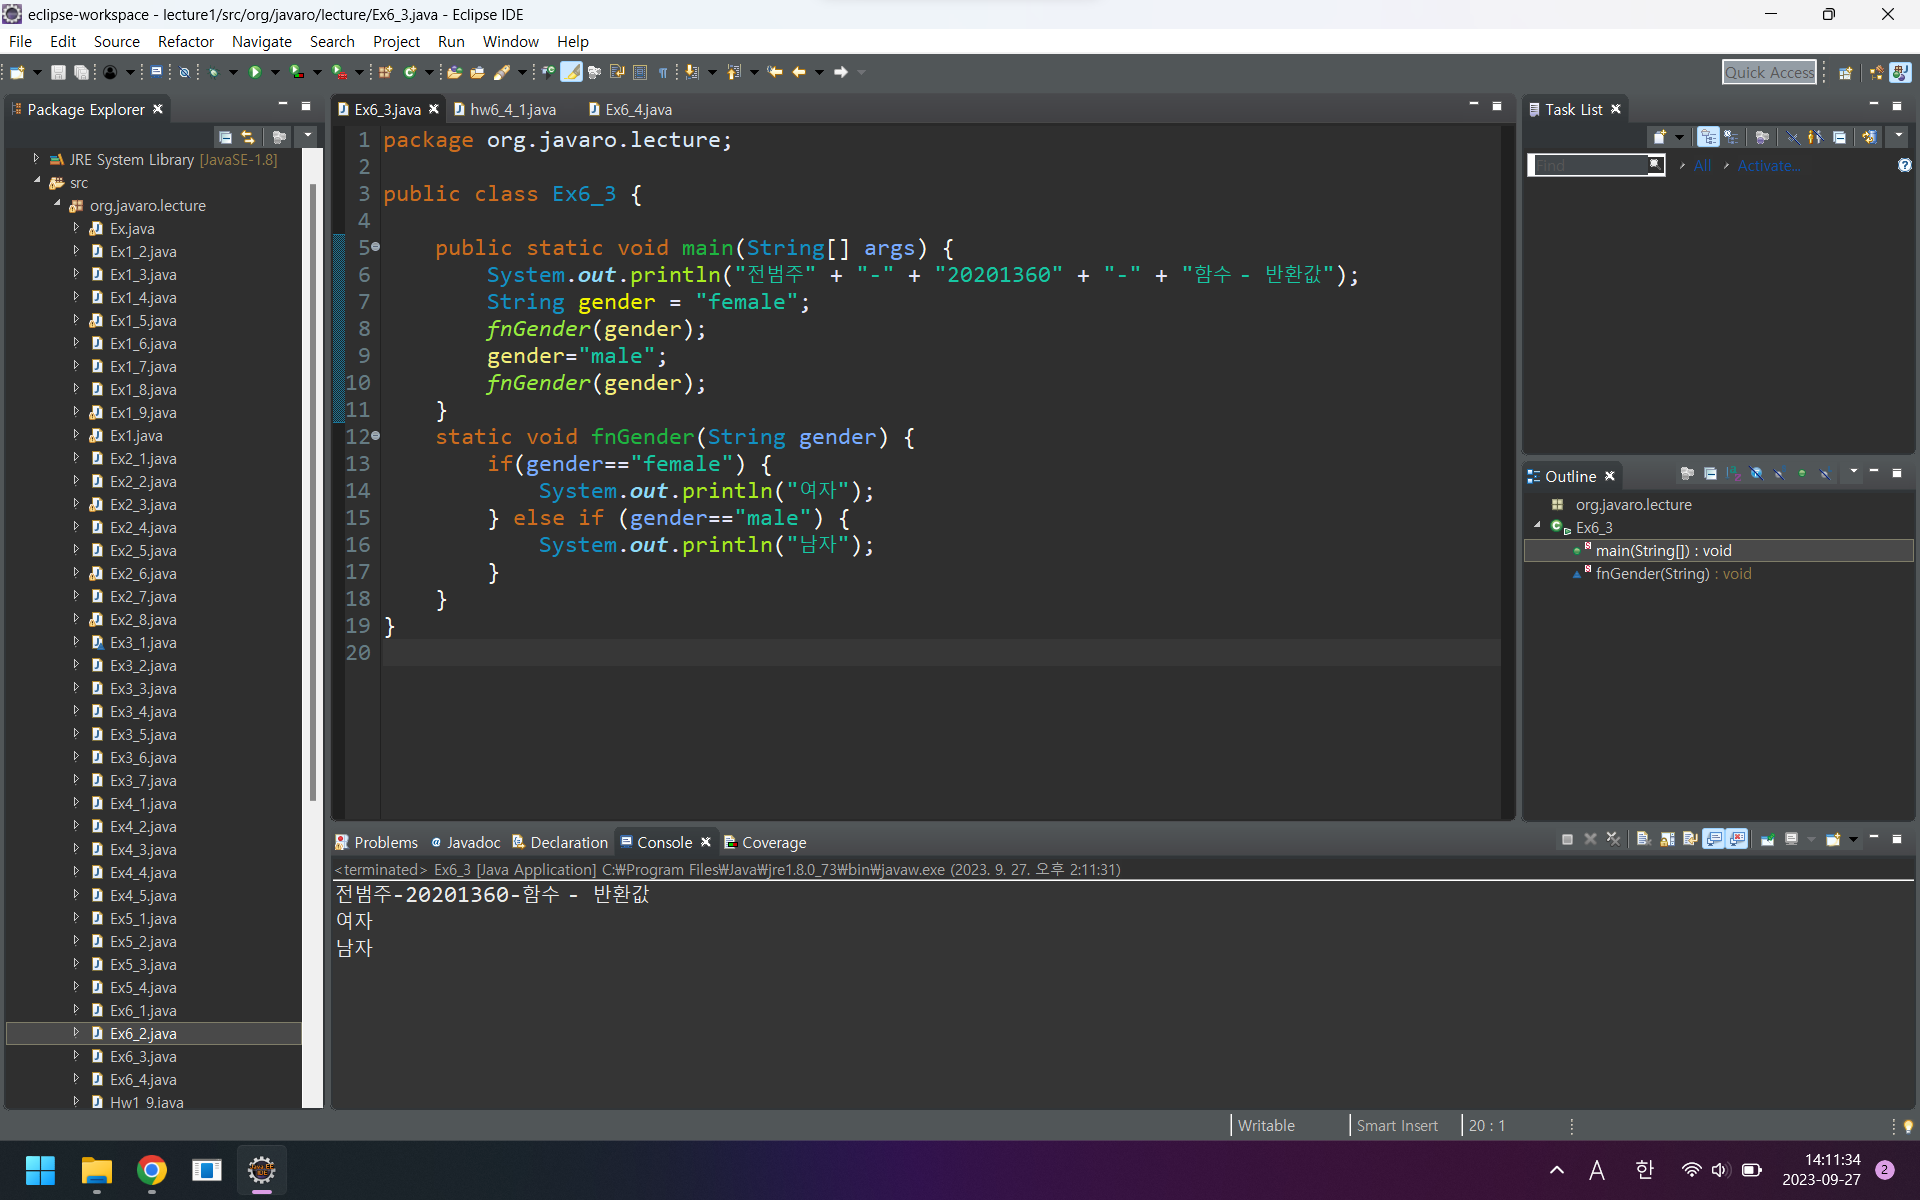 eclipse-workspace - lecture1/src/org/javaro/lecture/Ex6_3.java - Eclipse IDE
File Edit Source Refactor Navigate Search Project Run Window Help
Quick Access
Package Explorer
JRE System Library [JavaSE-1.8]
src
org.javaro.lecture
Ex.java
Ex1_2.java
Ex1_3.java
Ex1_4.java
Ex1_5.java
Ex1_6.java
Ex1_7.java
Ex1_8.java
Ex1_9.java
Ex1.java
Ex2_1.java
Ex2_2.java
Ex2_3.java
Ex2_4.java
Ex2_5.java
Ex2_6.java
Ex2_7.java
Ex2_8.java
Ex3_1.java
Ex3_2.java
Ex3_3.java
Ex3_4.java
Ex3_5.java
Ex3_6.java
Ex3_7.java
Ex4_1.java
Ex4_2.java
Ex4_3.java
Ex4_4.java
Ex4_5.java
Ex5_1.java
Ex5_2.java
Ex5_3.java
Ex5_4.java
Ex6_1.java
Ex6_2.java
Ex6_3.java
Ex6_4.java
Hw1_9.java
Ex6_3.java hw6_4_1.java Ex6_4.java
1 package org.javaro.lecture;
2
3 public class Ex6_3 {
4
5 public static void main(String[] args) {
6 System.out.println("전범주" + "-" + "20201360" + "-" + "함수 - 반환값");
7 String gender = "female";
8 fnGender(gender);
9 gender="male";
10 fnGender(gender);
11 }
12 static void fnGender(String gender) {
13 if(gender=="female") {
14 System.out.println("여자");
15 } else if (gender=="male") {
16 System.out.println("남자");
17 }
18 }
19 }
20
Task List
Find All Activate...
Outline
org.javaro.lecture
Ex6_3
main(String[]) : void
fnGender(String) : void
Problems Javadoc Declaration Console Coverage
<terminated> Ex6_3 [Java Application] C:₩Program Files₩Java₩jre1.8.0_73₩bin₩javaw.exe (2023. 9. 27. 오후 2:11:31)
전범주-20201360-함수 - 반환값
여자
남자
Writable Smart Insert 20 : 1
A 한 14:11:34
2023-09-27
2